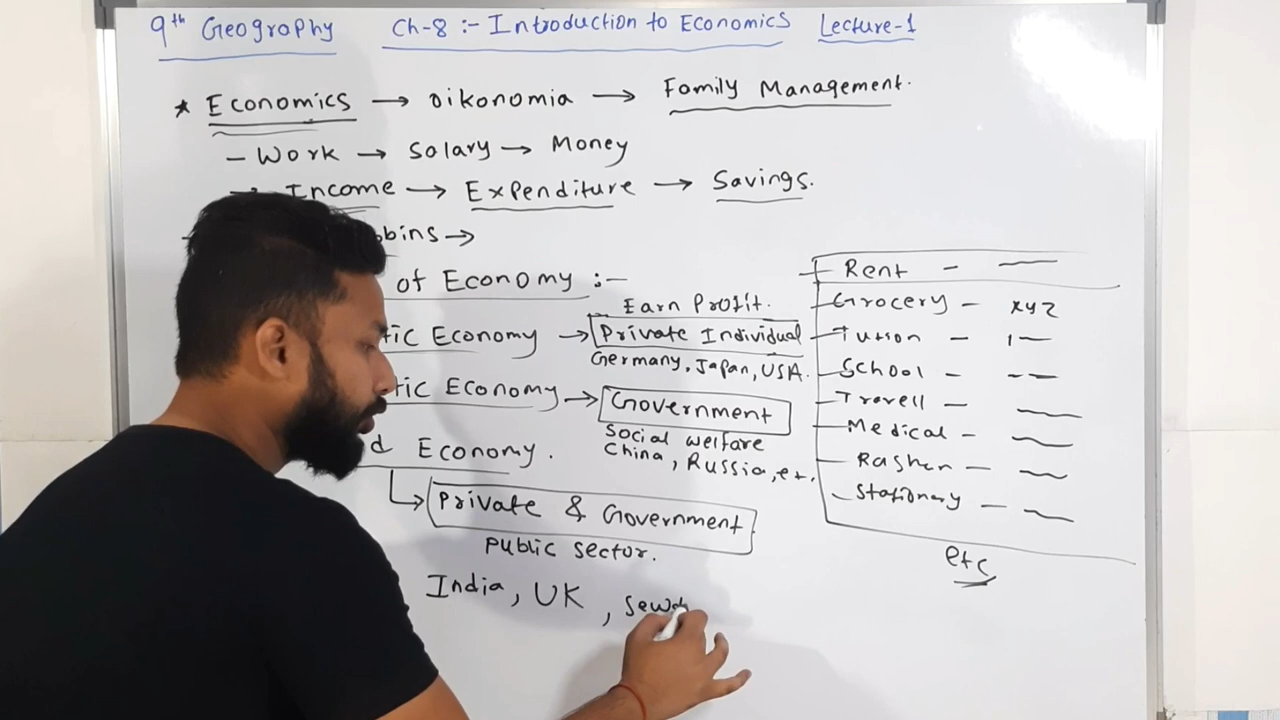 9th Geography Ch-8 :- Introduction to Economics Lecture-1
* Economics → oikonomia → Family Management.
- Work → Salary → Money
→ Income → Expenditure → Savings.
bbins →
of Economy :-
Earn Profit.
tic Economy → Private Individual
Germany, Japan, USA.
tic Economy → Government
Social welfare
China, Russia, etc.
d Economy.
Private & Government
Public sector.
India, UK, Sew
Rent -
Grocery - xyz
Tution -
School -
Travell -
Medical -
Rashan -
Stationary -
etc